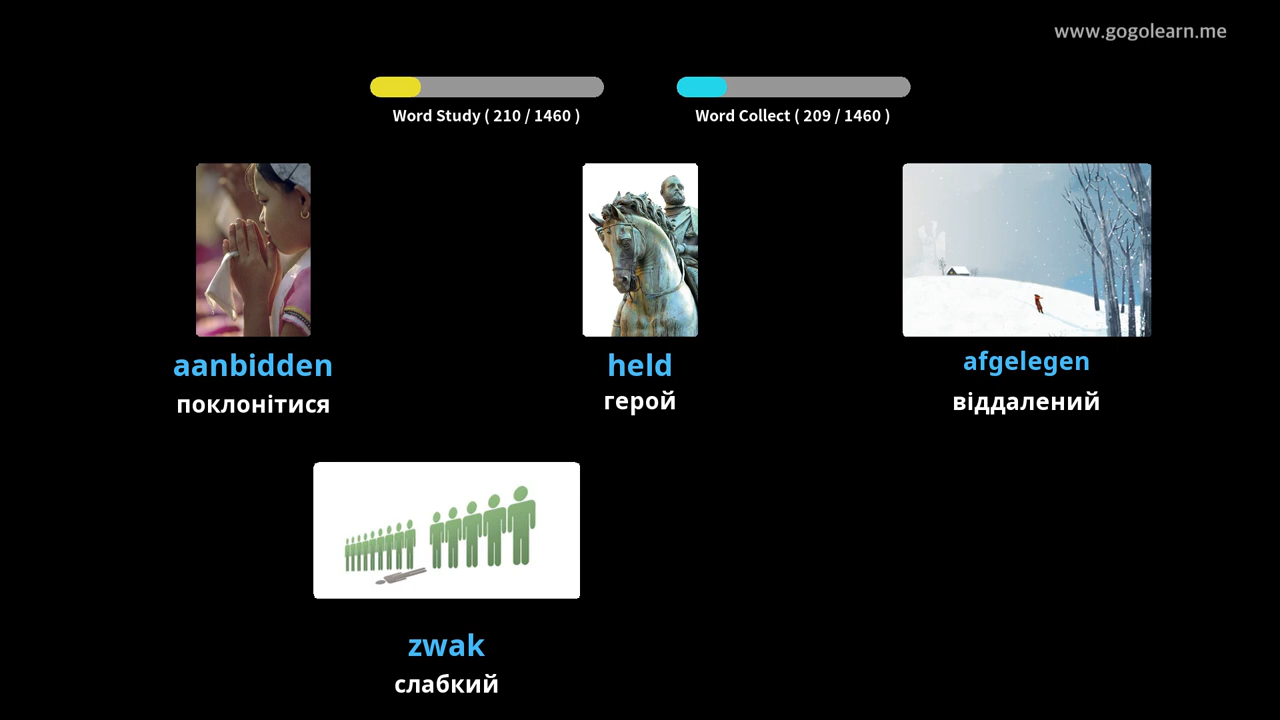 www.gogolearn.me
Word Study ( 210 / 1460 )
Word Collect ( 209 / 1460 )
aanbidden
поклонітися
held
герой
afgelegen
віддалений
zwak
слабкий